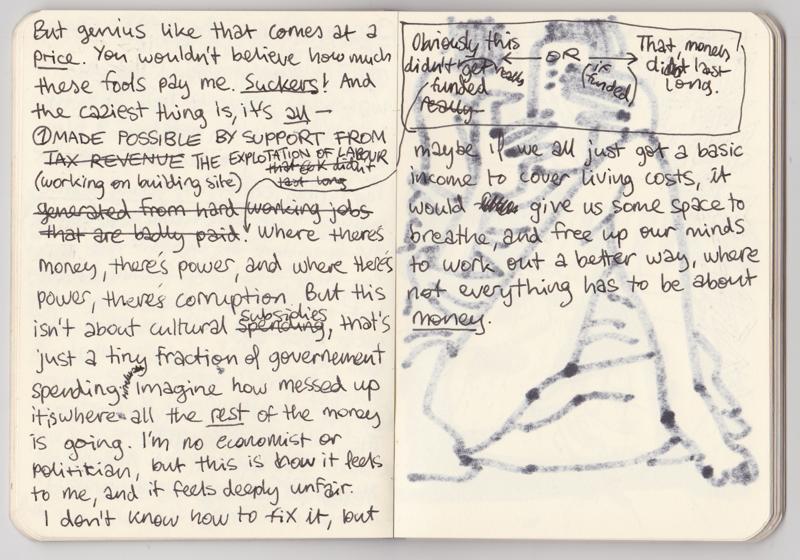 But genius like that comes at a
price. You wouldn't believe how much
these fools pay me. Suckers! And
the caziest thing is, it's all —
① MADE POSSIBLE BY SUPPORT FROM
TAX REVENUE THE EXPLOTATION OF LABOUR
that didn't
(working on building site) last long
generated from hard working jobs
that are badly paid. Where there's
money, there's power, and where there's
power, there's corruption. But this
subsidies
isn't about cultural spending, that's
just a tiny fraction of governement
spending. Imagine how messed up
it is where all the rest of the money
is going. I'm no economist or
politikian, but this is how it feels
to me, and it feels deeply unfair.
I don't know how to fix it, but
Obviously this ← OR → That money
didn't get really (is funded) didn't last
funded long.
really
maybe if we all just got a basic
income to cover living costs, it
would give us some space to
breathe, and free up our minds
to work out a better way, where
not everything has to be about
money.